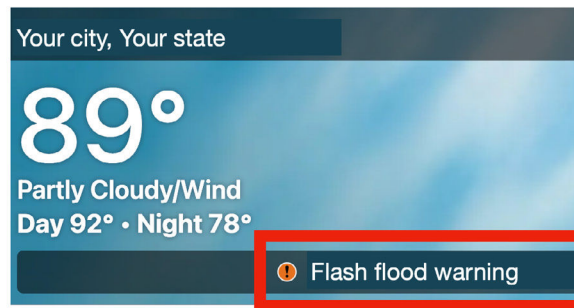 Your city, Your state
89°
Partly Cloudy/Wind
Day 92° • Night 78°
Flash flood warning